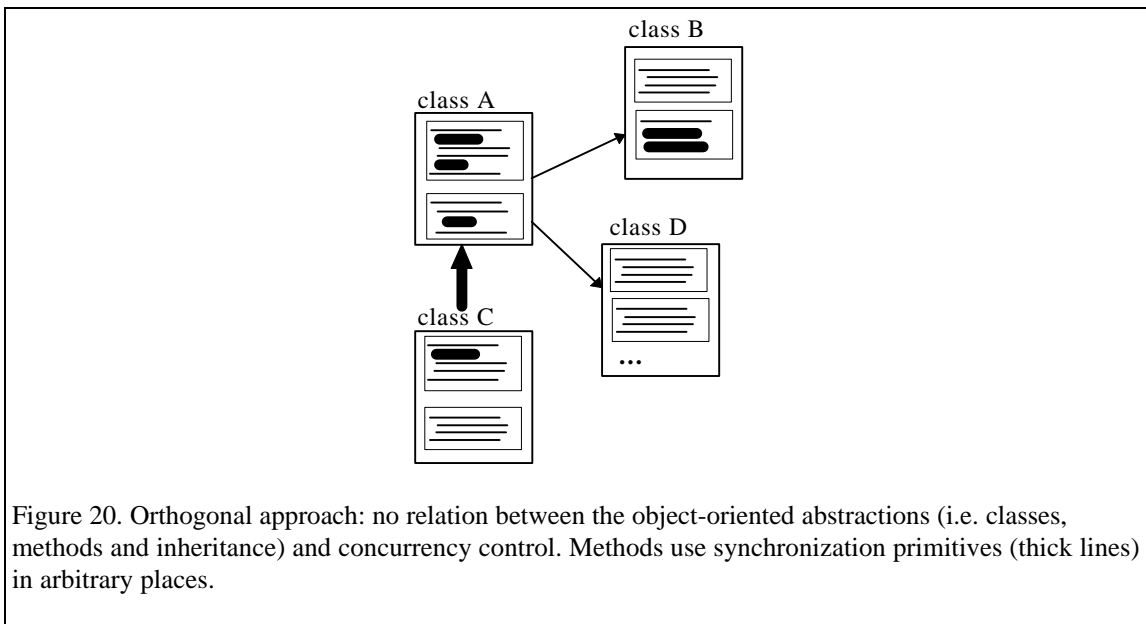 class B
class A
class D
class C
...
Figure 20. Orthogonal approach: no relation between the object-oriented abstractions (i.e. classes,
methods and inheritance) and concurrency control. Methods use synchronization primitives (thick lines)
in arbitrary places.